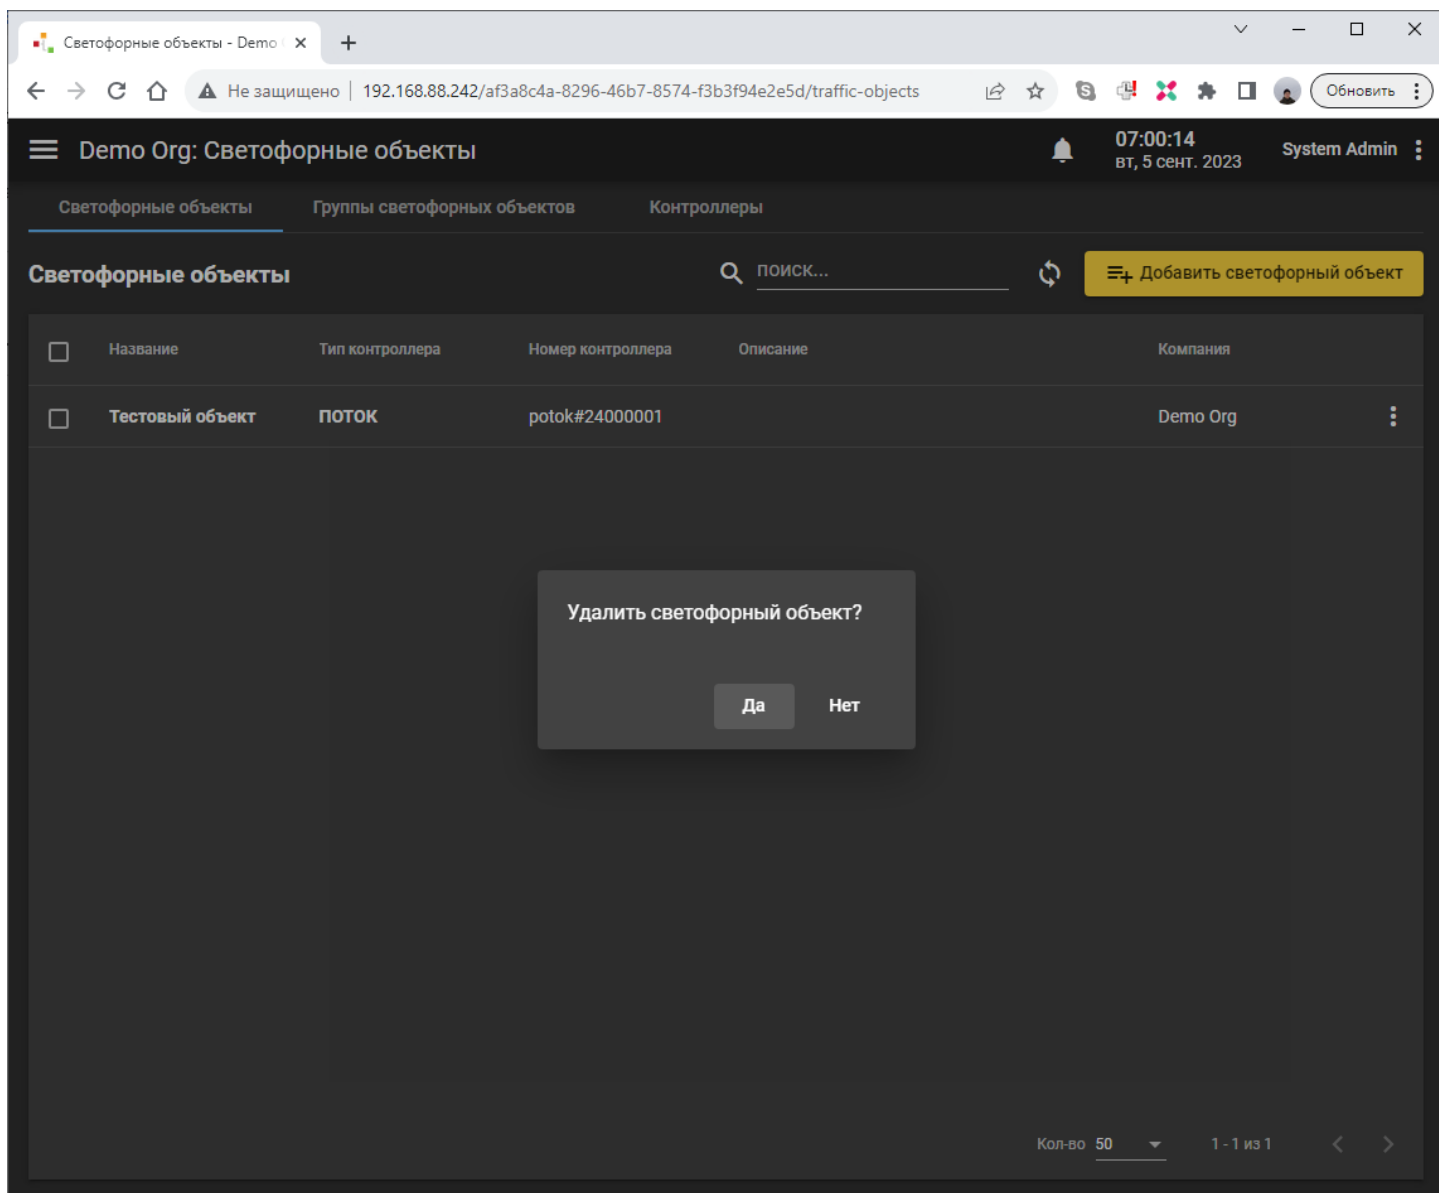 Светофорные объекты - Demo
Не защищено | 192.168.88.242/af3a8c4a-8296-46b7-8574-f3b3f94e2e5d/traffic-objects
Обновить
Demo Org: Светофорные объекты
07:00:14
вт, 5 сент. 2023
System Admin
Светофорные объекты
Группы светофорных объектов
Контроллеры
Светофорные объекты
поиск...
Добавить светофорный объект
Название
Тип контроллера
Номер контроллера
Описание
Компания
Тестовый объект
ПОТОК
potok#24000001
Demo Org
Удалить светофорный объект?
Да
Нет
Кол-во 50
1 - 1 из 1